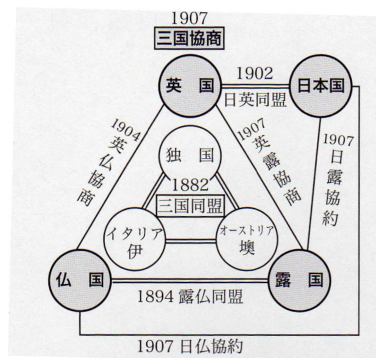 1907
三国協商
英国
1902
日英同盟
日本国
1904
英仏協商
1907
英露協商
1907
日露協約
独国
1882
三国同盟
イタリア
伊
オーストリア
墺
仏国
露国
1894 露仏同盟
1907 日仏協約